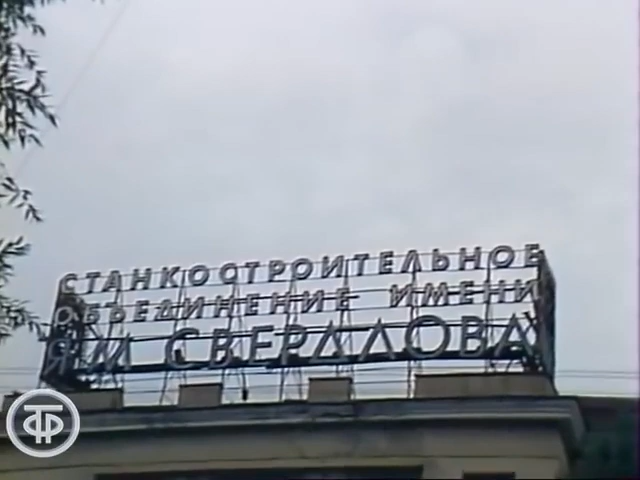 СТАНКОСТРОИТЕЛЬНОЕ
ОБЪЕДИНЕНИЕ ИМЕНИ
Я М СВЕРДЛОВА